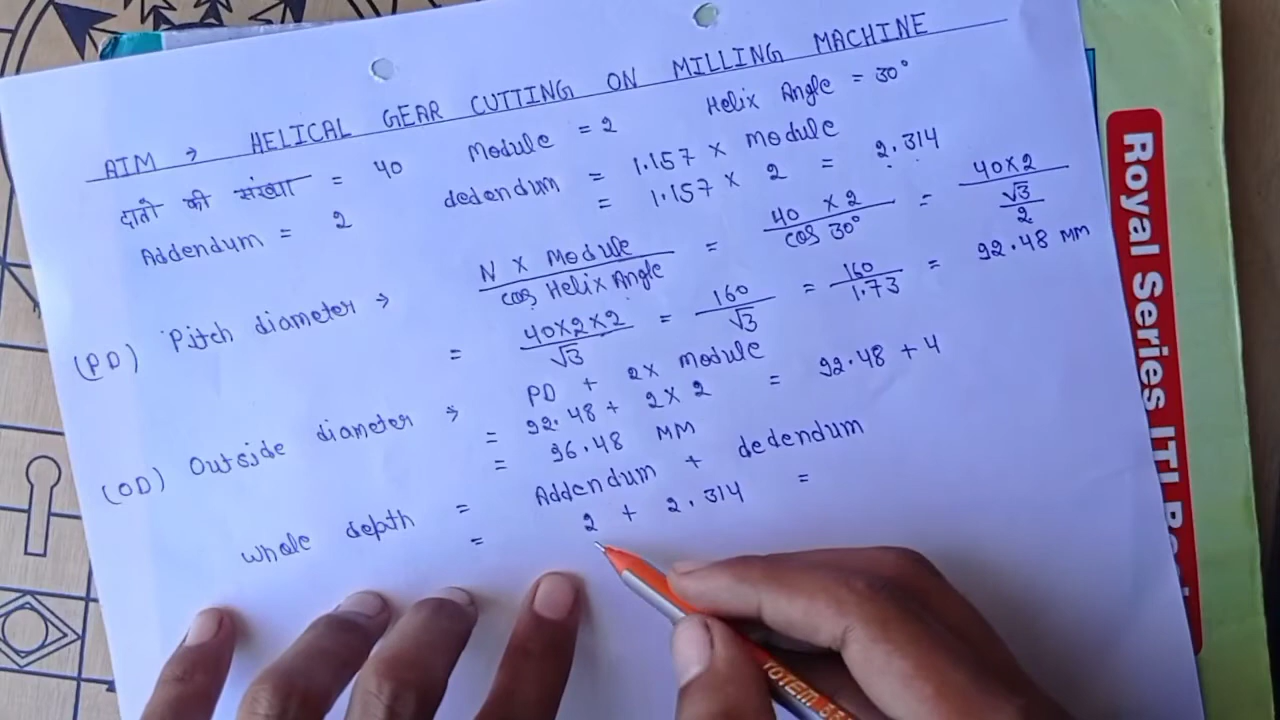 AIM → HELICAL GEAR CUTTING ON MILLING MACHINE
दातो की संख्या = 40 Module = 2 Helix Angle = 30°
Addendum = 2 dedendum = 1.157 × Module
= 1.157 × 2 = 2.314
(PD) Pitch diameter → N × Module / cos Helix Angle = 40 × 2 / cos 30° = 40×2 / √3/2
= 40×2×2 / √3 = 160 / √3 = 160 / 1.73 = 92.48 MM
(OD) Outside diameter → PD + 2× Module
= 92.48 + 2×2 = 92.48 + 4
= 96.48 MM
Whole depth = Addendum + dedendum
= 2 + 2.314 =
Royal Series ITI
TOTEM